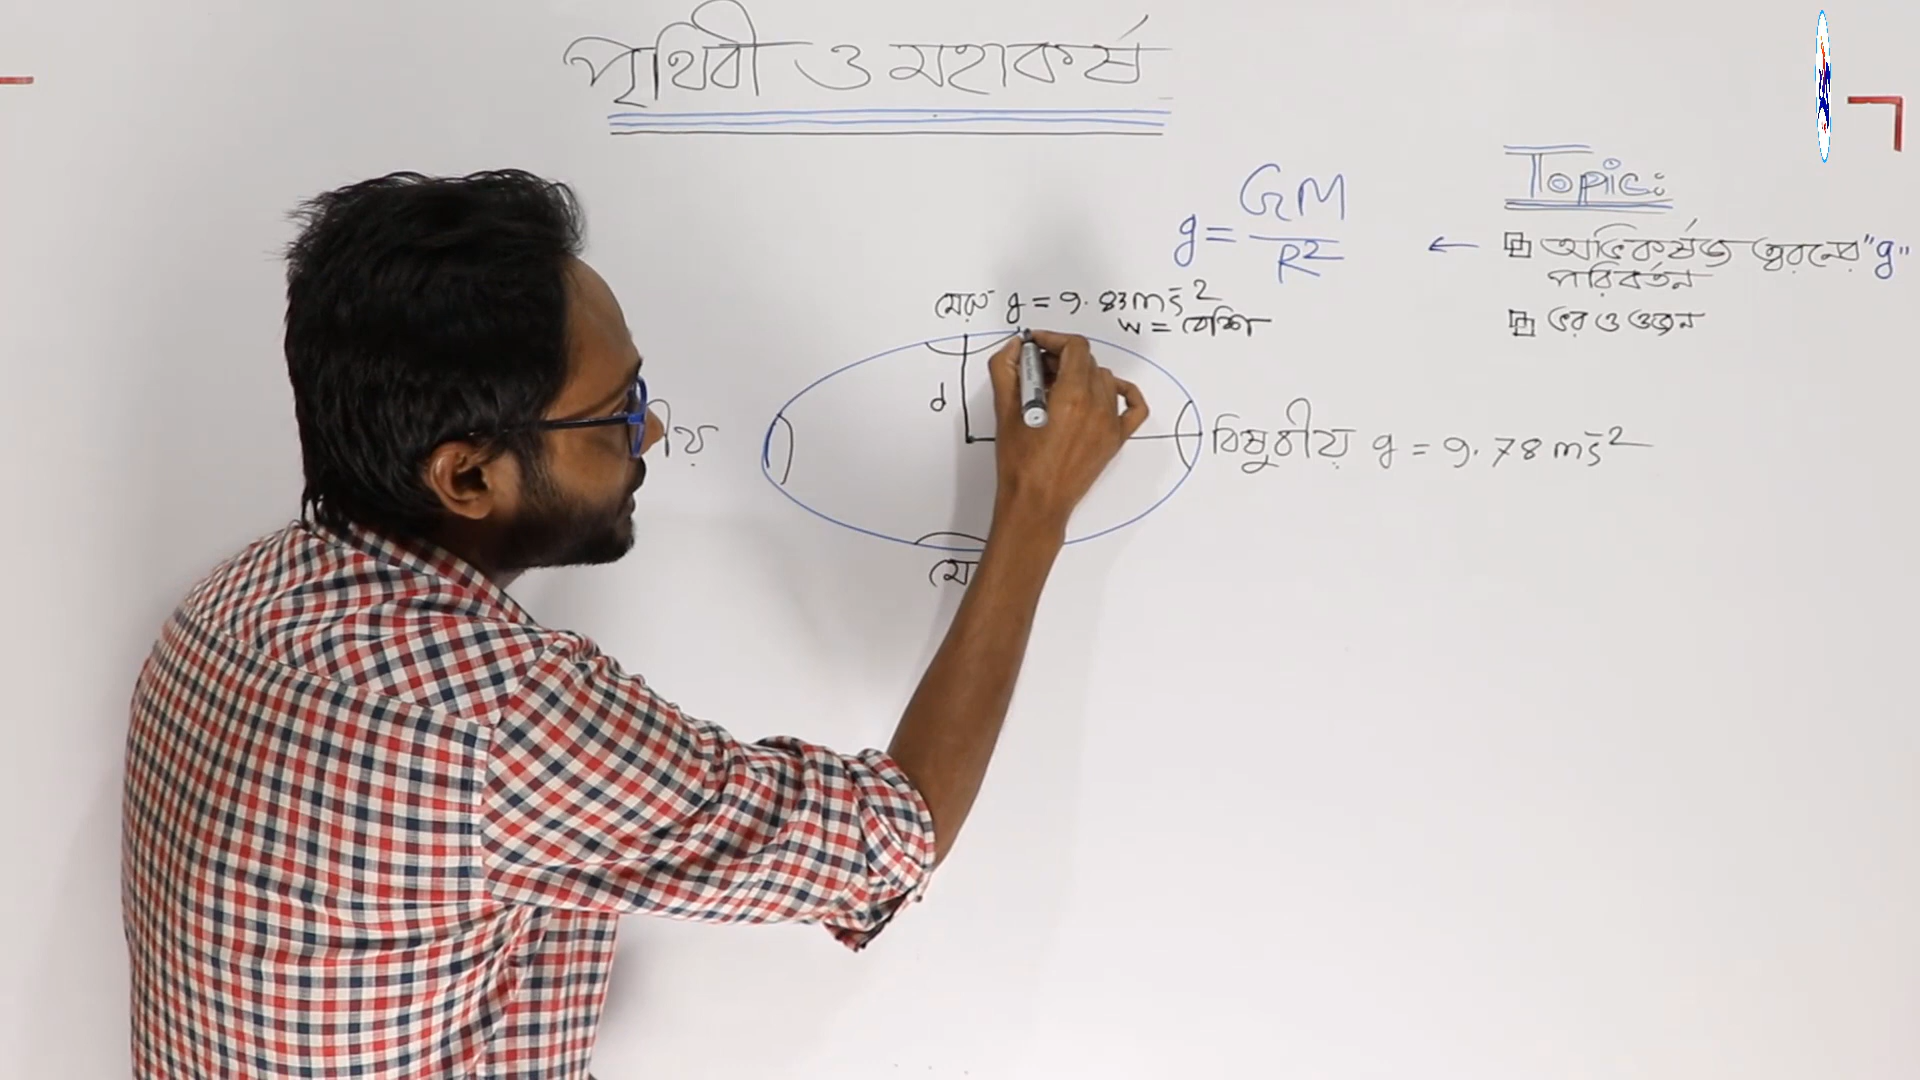 পৃথিবী ও মহাকর্ষ
Topic:
g = GM / R²
← অভিকর্ষজ ত্বরনের "g"
পরিবর্তন
ভর ও ওজন
মেরু g = 9.83 ms⁻²
w = বেশি
d
বিষুবীয় g = 9.78 ms⁻²